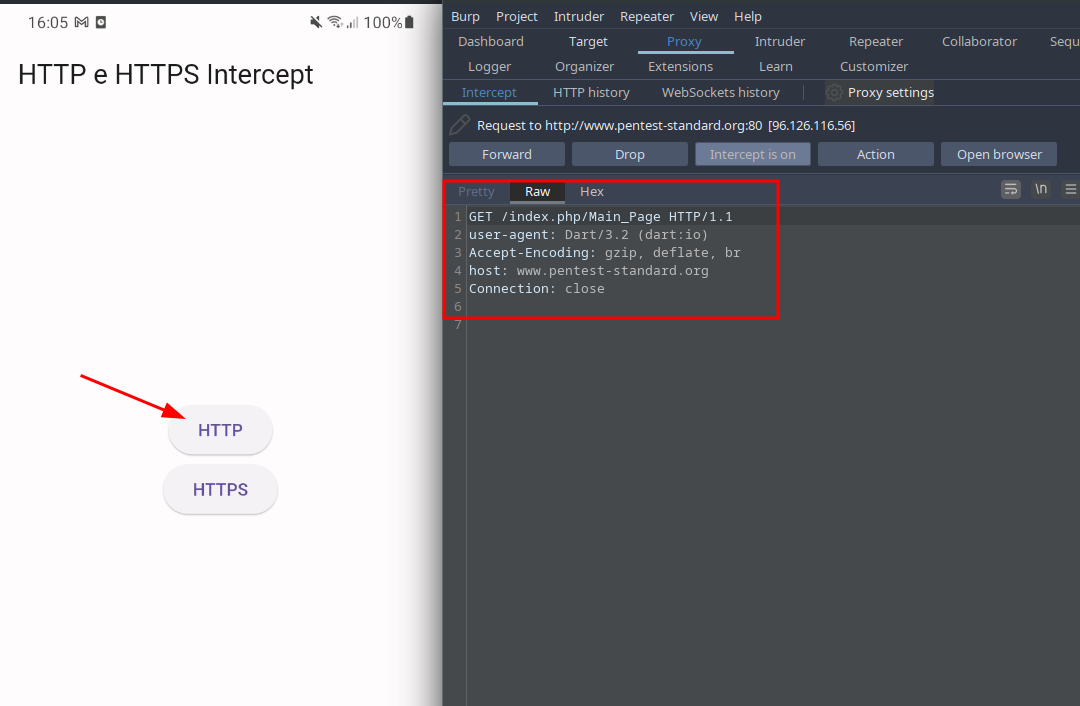 16:05 100%
HTTP e HTTPS Intercept
HTTP
HTTPS
Burp Project Intruder Repeater View Help
Dashboard Target Proxy Intruder Repeater Collaborator Sequ
Logger Organizer Extensions Learn Customizer
Intercept HTTP history WebSockets history Proxy settings
Request to http://www.pentest-standard.org:80 [96.126.116.56]
Forward Drop Intercept is on Action Open browser
Pretty Raw Hex \n
1 GET /index.php/Main_Page HTTP/1.1
2 user-agent: Dart/3.2 (dart:io)
3 Accept-Encoding: gzip, deflate, br
4 host: www.pentest-standard.org
5 Connection: close
6
7